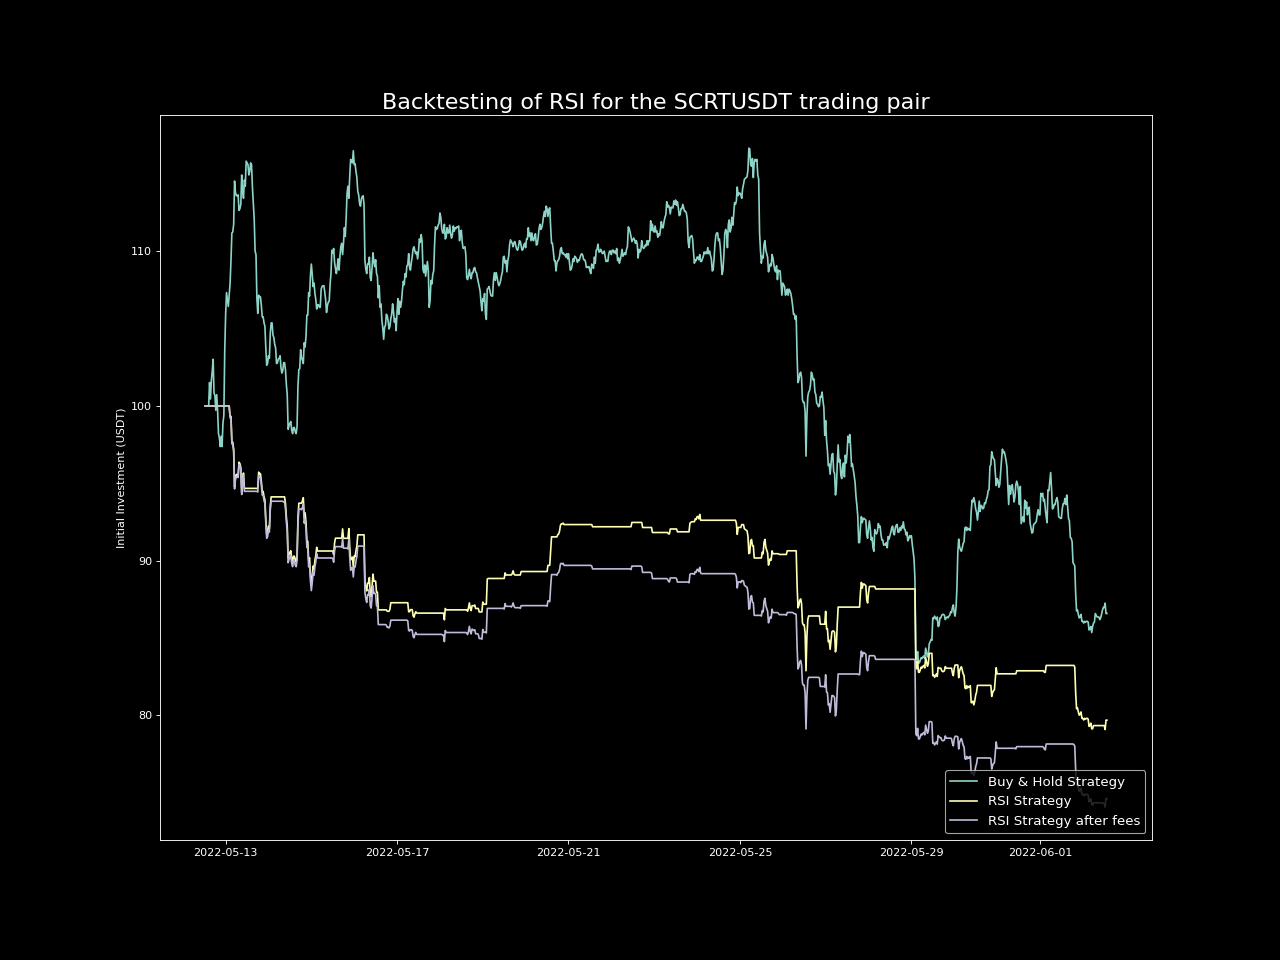 Backtesting of RSI for the SCRTUSDT trading pair
Initial Investment (USDT)
110
100
90
80
2022-05-13 2022-05-17 2022-05-21 2022-05-25 2022-05-29 2022-06-01
Buy & Hold Strategy
RSI Strategy
RSI Strategy after fees